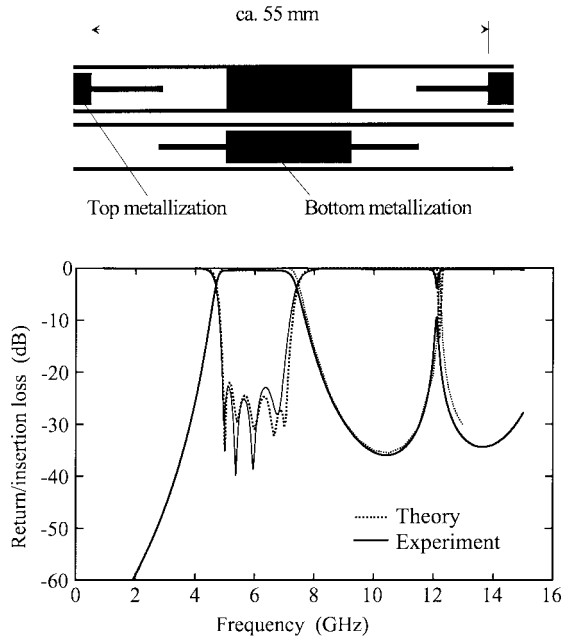 ca. 55 mm
Top metallization
Bottom metallization
Return/insertion loss (dB)
0
-10
-20
-30
-40
-50
-60
Theory
Experiment
0 2 4 6 8 10 12 14 16
Frequency (GHz)